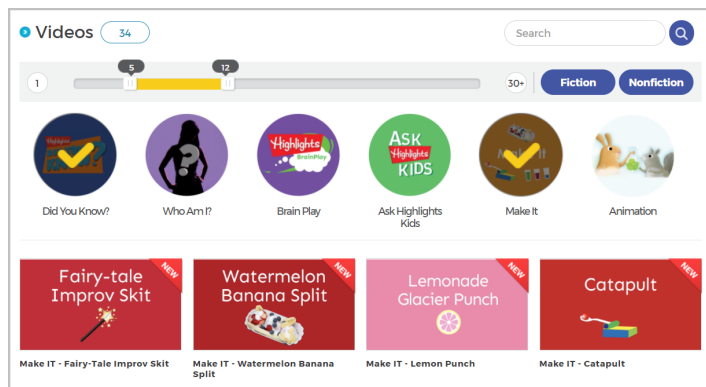 Videos 34
Search
5 12
1 30+ Fiction Nonfiction
Highlights
?
Highlights
BrainPlay
ASK
Highlights
KIDS
Make It
Did You Know?
Who Am I?
Brain Play
Ask Highlights
Kids
Make It
Animation
Fairy-tale
Improv Skit
NEW
Watermelon
Banana Split
NEW
Lemonade
Glacier Punch
NEW
Catapult
NEW
Make IT - Fairy-Tale Improv Skit
Make IT - Watermelon Banana
Split
Make IT - Lemon Punch
Make IT - Catapult